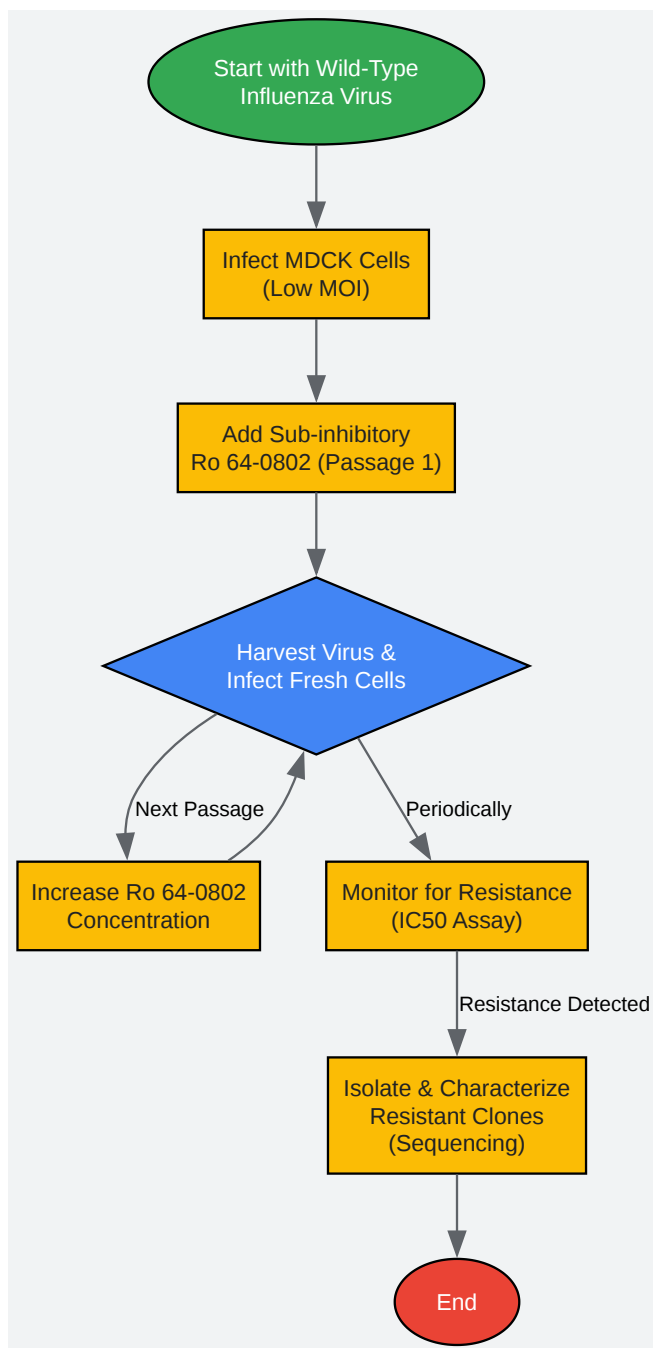 Start with Wild-Type
Influenza Virus
Infect MDCK Cells
(Low MOI)
Add Sub-inhibitory
Ro 64-0802 (Passage 1)
Harvest Virus &
Infect Fresh Cells
Next Passage
Periodically
Increase Ro 64-0802
Concentration
Monitor for Resistance
(IC50 Assay)
Resistance Detected
Isolate & Characterize
Resistant Clones
(Sequencing)
End